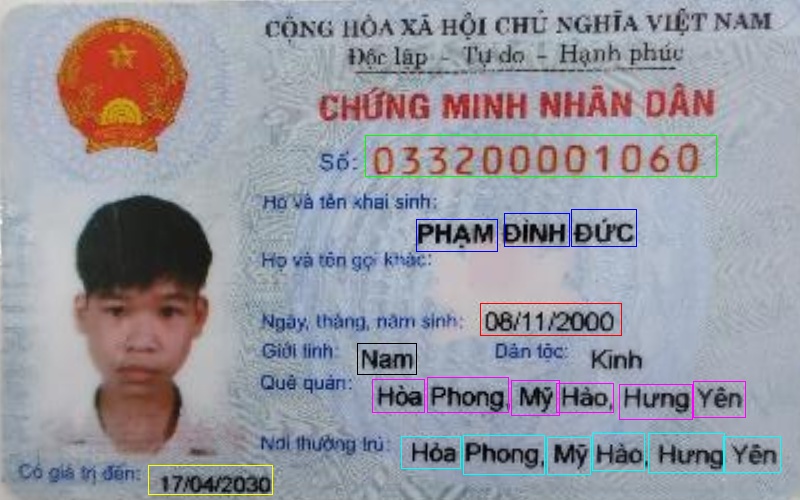 CỘNG HÒA XÃ HỘI CHỦ NGHĨA VIỆT NAM
Độc lập - Tự do - Hạnh phúc
CHỨNG MINH NHÂN DÂN
Số: 033200001060
Họ và tên khai sinh:
PHẠM ĐÌNH ĐỨC
Họ và tên gọi khác:
Ngày, tháng, năm sinh: 08/11/2000
Giới tính: Nam Dân tộc: Kinh
Quê quán: Hòa Phong, Mỹ Hào, Hưng Yên
Nơi thường trú: Hòa Phong, Mỹ Hào, Hưng Yên
Có giá trị đến: 17/04/2030